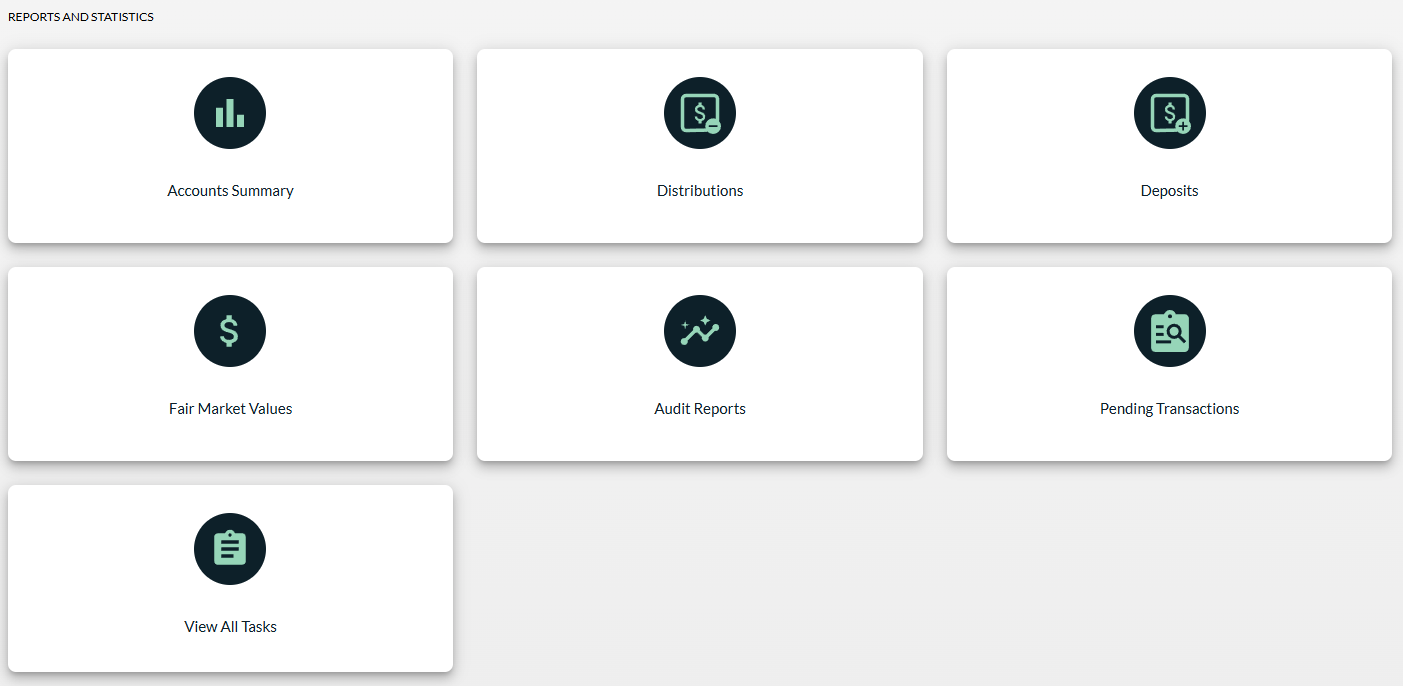 REPORTS AND STATISTICS
Accounts Summary
Distributions
Deposits
Fair Market Values
Audit Reports
Pending Transactions
View All Tasks